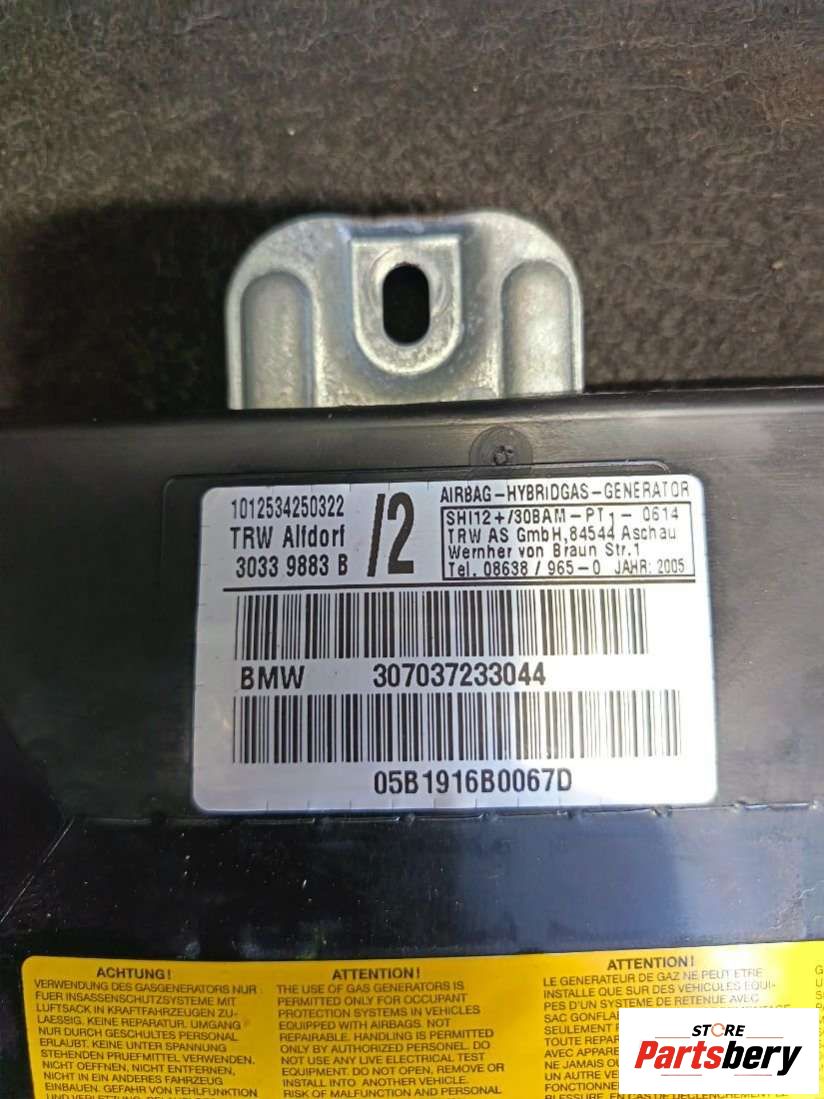 1012534250322
TRW Alfdorf
3033 9883 B
/2
AIRBAG-HYBRIDGAS-GENERATOR
SHI12+/30BAM-PT1- 0614
TRW AS GmbH,84544 Aschau
Wernher von Braun Str.1
Tel. 08638 / 965-0 JAHR: 2005
BMW 307037233044
05B1916B0067D
ACHTUNG!
VERWENDUNG DES GASGENERATORS NUR
FUER INSASSENSCHUTZSYSTEME MIT
LUFTSACK IN KRAFTFAHRZEUGEN ZU-
LAESSIG. KEINE REPARATUR. UMGANG
NUR DURCH GESCHULTES PERSONAL
ERLAUBT. KEINE UNTER SPANNUNG
STEHENDEN PRUEFMITTEL VERWENDEN.
NICHT OEFFNEN, NICHT ENTFERNEN,
NICHT IN EIN ANDERES FAHRZEUG
EINBAUEN. GEFAHR VON FEHLFUNKTION
ATTENTION!
THE USE OF GAS GENERATORS IS
PERMITTED ONLY FOR OCCUPANT
PROTECTION SYSTEMS IN VEHICLES
EQUIPPED WITH AIRBAGS. NOT
REPAIRABLE. HANDLING IS PERMITTED
ONLY BY AUTHORIZED PERSONEL. DO
NOT USE ANY LIVE ELECTRICAL TEST
EQUIPMENT. DO NOT OPEN, REMOVE OR
INSTALL INTO ANOTHER VEHICLE.
RISK OF MALFUNCTION AND PERSONAL
ATTENTION!
LE GENERATEUR DE GAZ NE PEUT ETRE
INSTALLE QUE SUR DES VEHICULES EQUI-
PES D'UN SYSTEME DE RETENUE AVEC
SAC GONFLA
SEULEMENT
TOUTE REPA
AVEC APPARE
NE JAMAIS OU
UN AUTRE VE
FONCTIONNE
BLESSURE, EN CAS DE DECLENCHEMENT
STORE
Partsbery